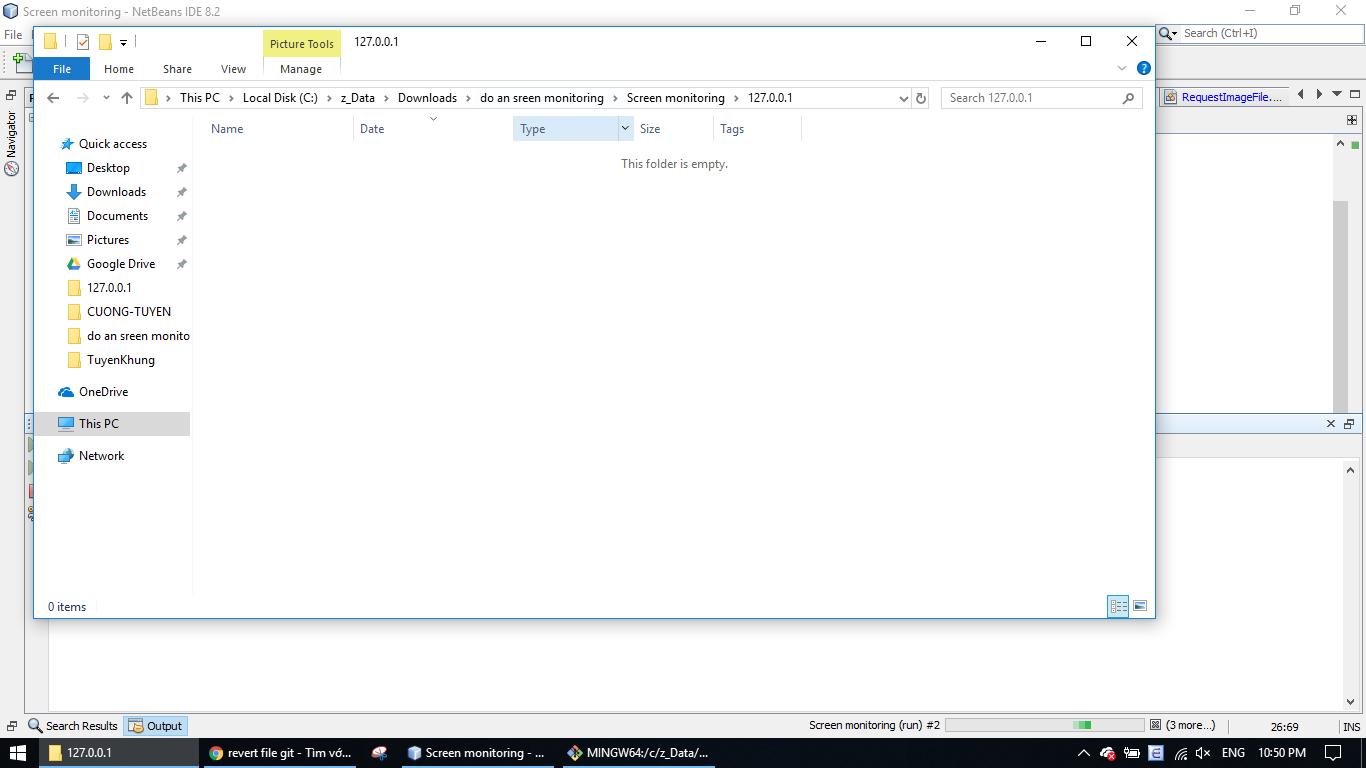 Screen monitoring - NetBeans IDE 8.2
File
Search (Ctrl+I)
Picture Tools
127.0.0.1
File
Home
Share
View
Manage
This PC
Local Disk (C:)
z_Data
Downloads
do an sreen monitoring
Screen monitoring
127.0.0.1
Search 127.0.0.1
RequestImageFile....
Navigator
Name
Date
Type
Size
Tags
This folder is empty.
Quick access
Desktop
Downloads
Documents
Pictures
Google Drive
127.0.0.1
CUONG-TUYEN
do an sreen monito
TuyenKhung
OneDrive
This PC
Network
0 items
Search Results
Output
Screen monitoring (run) #2
(3 more...)
26:69
INS
127.0.0.1
revert file git - Tìm vớ...
Screen monitoring - ...
MINGW64:/c/z_Data/...
ENG
10:50 PM